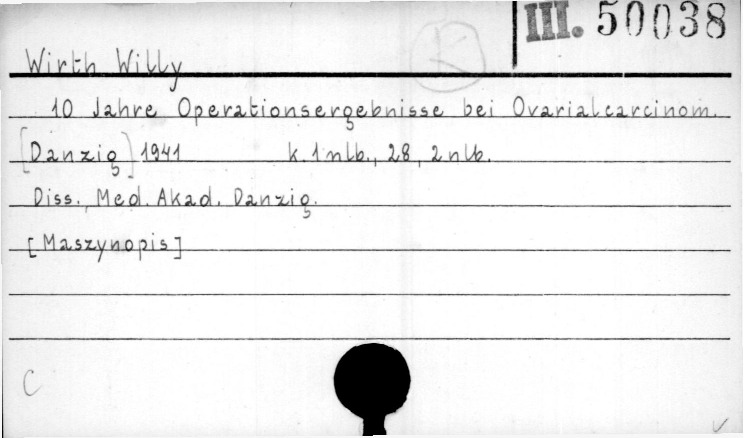 III. 50038
Wirth Willy
10 Jahre Operationsergebnisse bei Ovarialcarcinom.
[Danzig] 1941 k. 1 nlb., 28, 2 nlb.
Diss., Med. Akad. Danzig.
[Maszynopis]
C